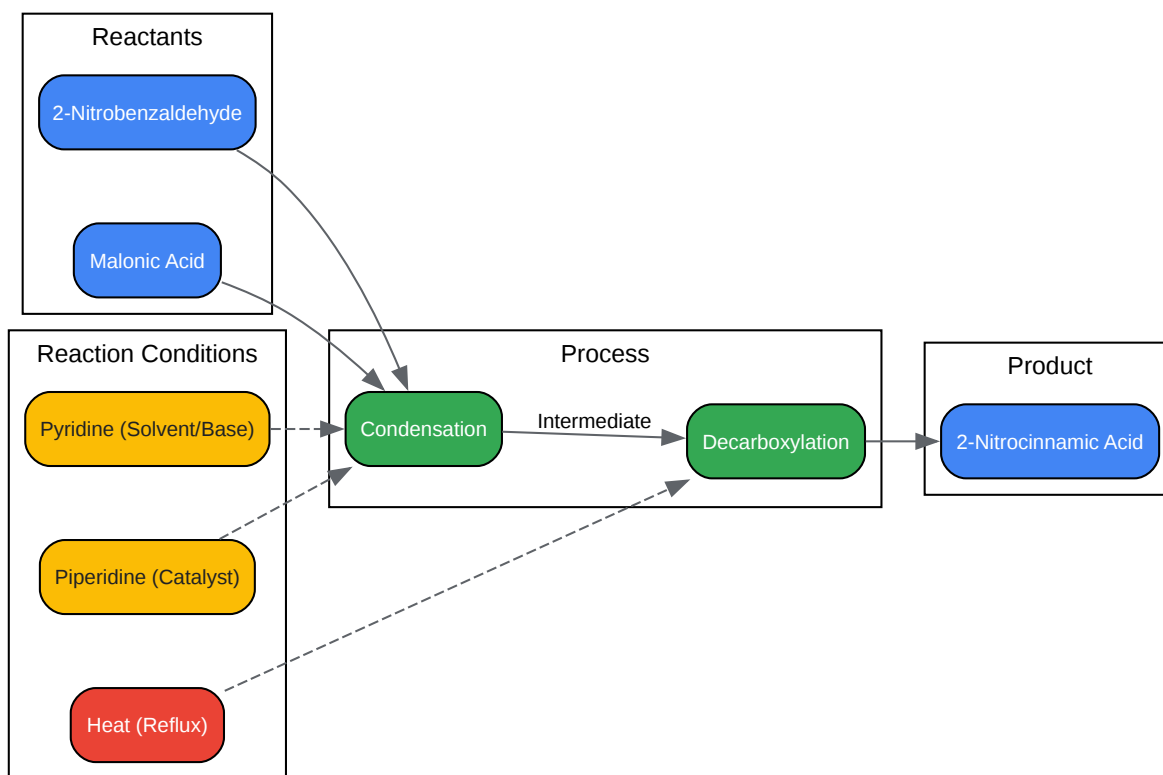 Reactants
2-Nitrobenzaldehyde
Malonic Acid
Reaction Conditions
Pyridine (Solvent/Base)
Piperidine (Catalyst)
Heat (Reflux)
Process
Condensation
Intermediate
Decarboxylation
Product
2-Nitrocinnamic Acid